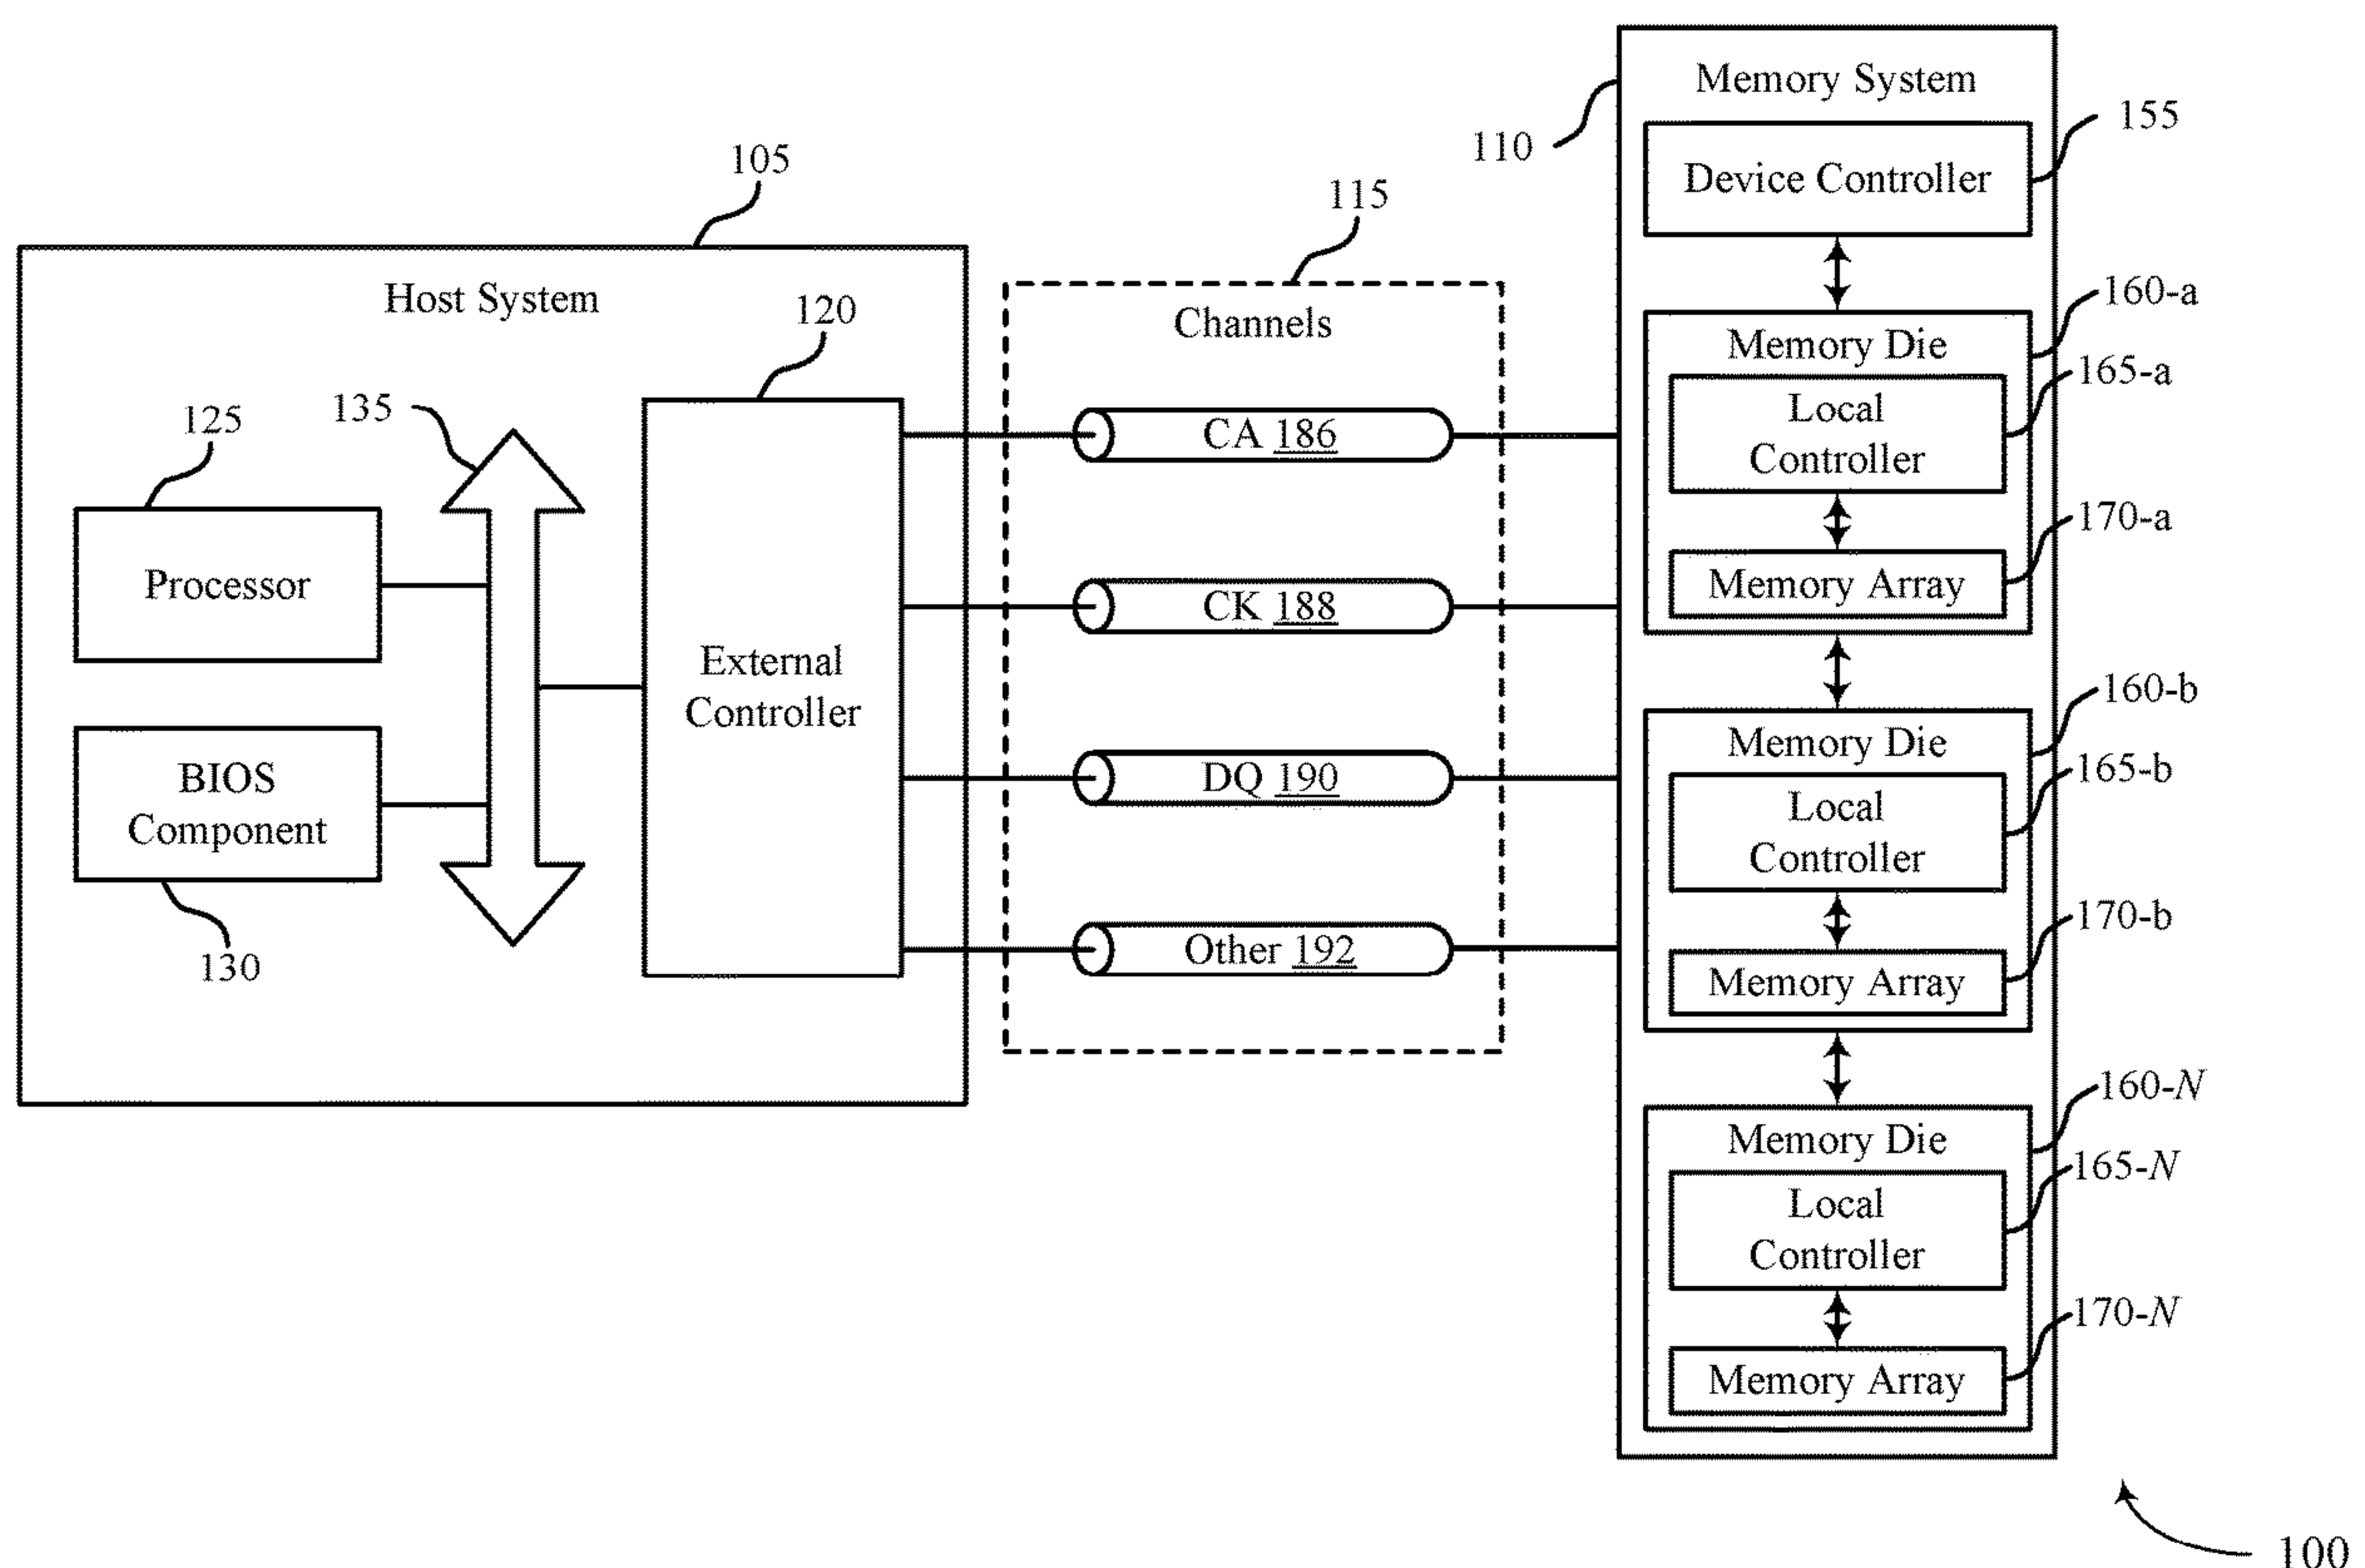 105
Host System
120
135
125
Processor
BIOS
Component
130
External
Controller
115
Channels
CA 186
CK 188
DQ 190
Other 192
110
Memory System
155
Device Controller
160-a
Memory Die
165-a
Local
Controller
170-a
Memory Array
160-b
Memory Die
165-b
Local
Controller
170-b
Memory Array
160-N
Memory Die
165-N
Local
Controller
170-N
Memory Array
100